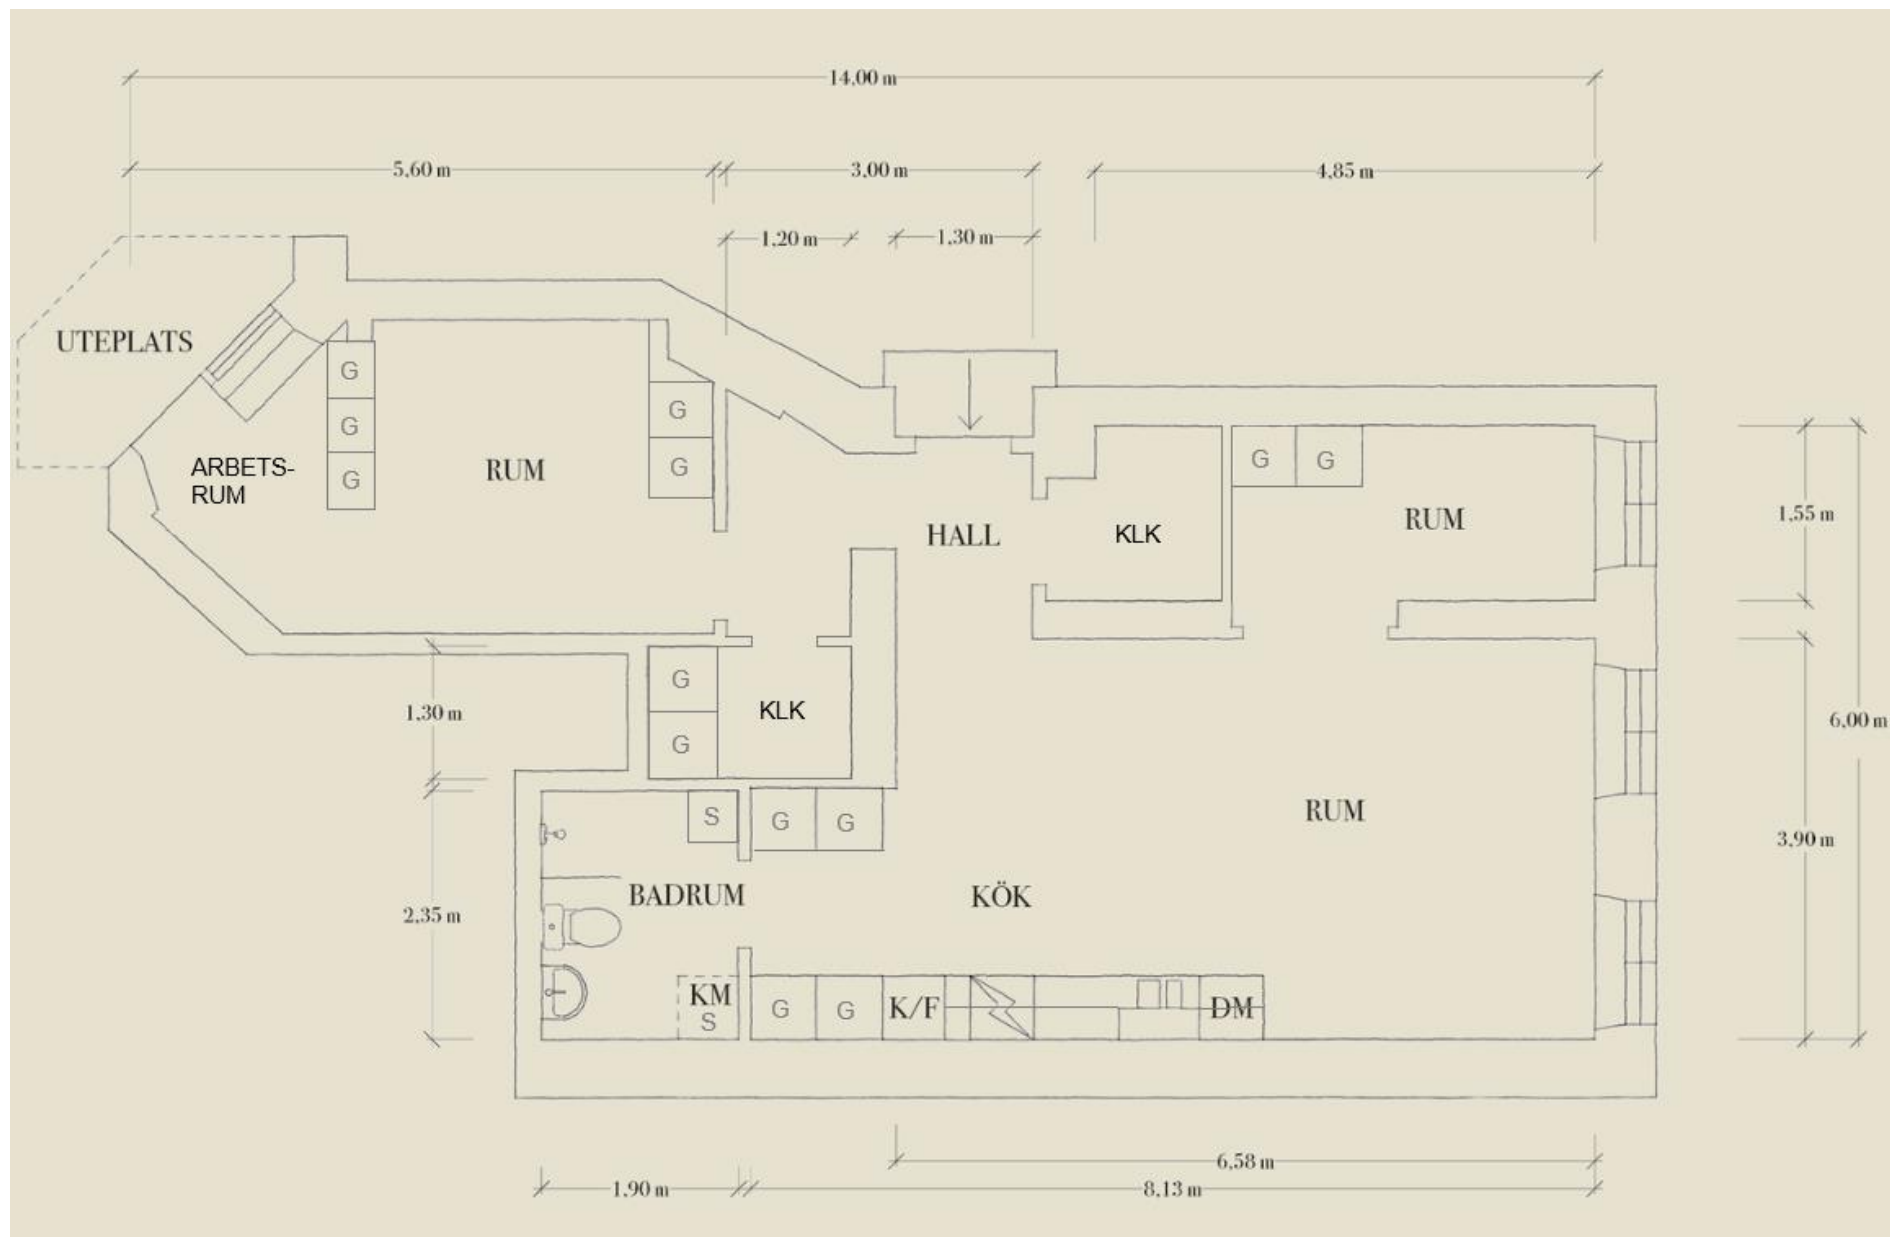 14,00 m
5,60 m
3,00 m
4,85 m
1,20 m
1,30 m
UTEPLATS
G
G
G
G
G
ARBETS-
RUM
RUM
HALL
KLK
G
G
RUM
1,55 m
6,00 m
1,30 m
G
G
KLK
S
G
G
RUM
3,90 m
2,35 m
BADRUM
KÖK
KM
S
G
G
K/F
DM
6,58 m
1,90 m
8,13 m